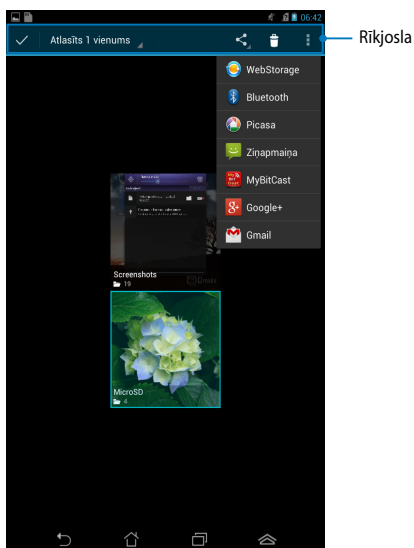 06:42
Atlasīts 1 vienums
Rīkjosla
WebStorage
Bluetooth
Picasa
Ziņapmaiņa
MyBitCast
Google+
Gmail
Screenshots
19
MicroSD
4